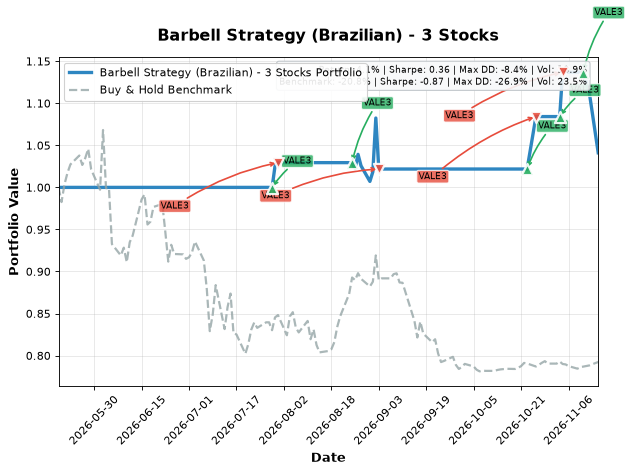 VALE3
Barbell Strategy (Brazilian) - 3 Stocks
Barbell Strategy (Brazilian) - 3 Stocks Portfolio
Buy & Hold Benchmark
| Sharpe: 0.36 | Max DD: -8.4% | Vol:
| Sharpe: -0.87 | Max DD: -26.9% | Vol: 23.5%
VALE3
VALE3
VALE3
VALE3
VALE3
VALE3
VALE3
VALE3
VALE3
1.15
1.10
1.05
1.00
0.95
0.90
0.85
0.80
Portfolio Value
2026-05-30
2026-06-15
2026-07-01
2026-07-17
2026-08-02
2026-08-18
2026-09-03
2026-09-19
2026-10-05
2026-10-21
2026-11-06
Date